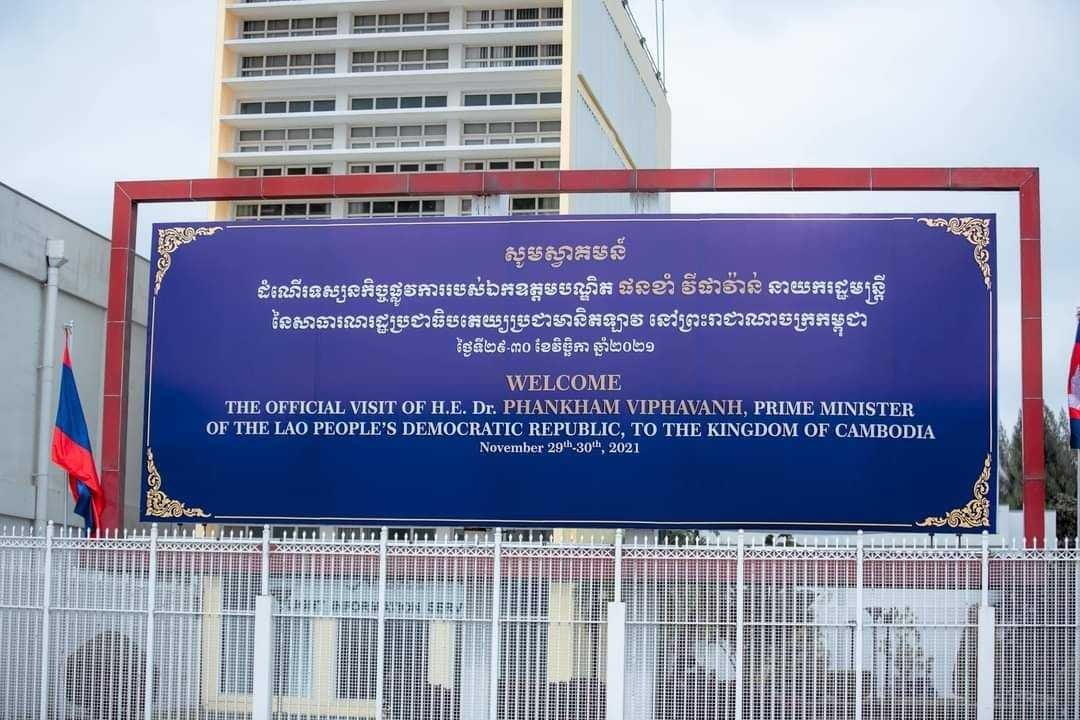 សូមស្វាគមន៍
ដំណើរទស្សនកិច្ចផ្លូវការរបស់ឯកឧត្តមបណ្ឌិត ផនខាំ វីផាវ៉ាន់ នាយករដ្ឋមន្ត្រី
នៃសាធារណរដ្ឋប្រជាធិបតេយ្យប្រជាមានិតឡាវ នៅព្រះរាជាណាចក្រកម្ពុជា
ថ្ងៃទី២៩-៣០ ខែវិច្ឆិកា ឆ្នាំ២០២១
WELCOME
THE OFFICIAL VISIT OF H.E. Dr. PHANKHAM VIPHAVANH, PRIME MINISTER
OF THE LAO PEOPLE'S DEMOCRATIC REPUBLIC, TO THE KINGDOM OF CAMBODIA
November 29th-30th, 2021
INFORMATION